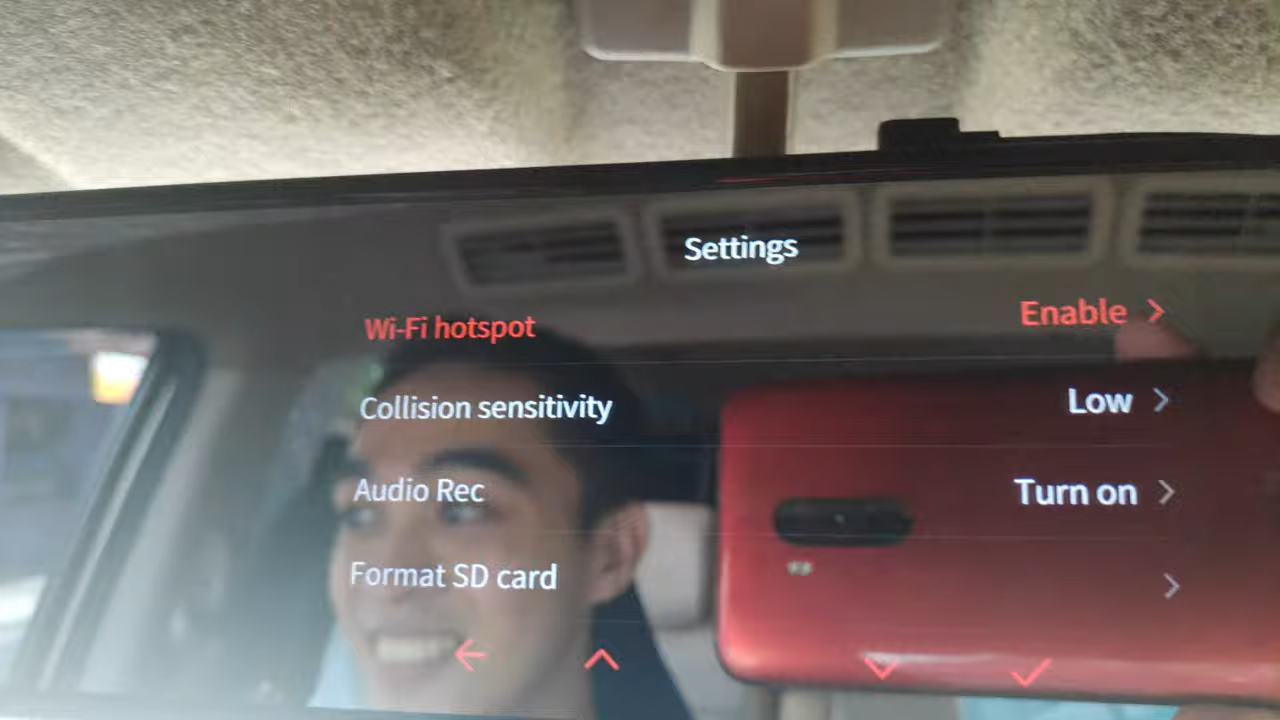 Settings
Wi-Fi hotspot Enable >
Collision sensitivity Low >
Audio Rec Turn on >
Format SD card >